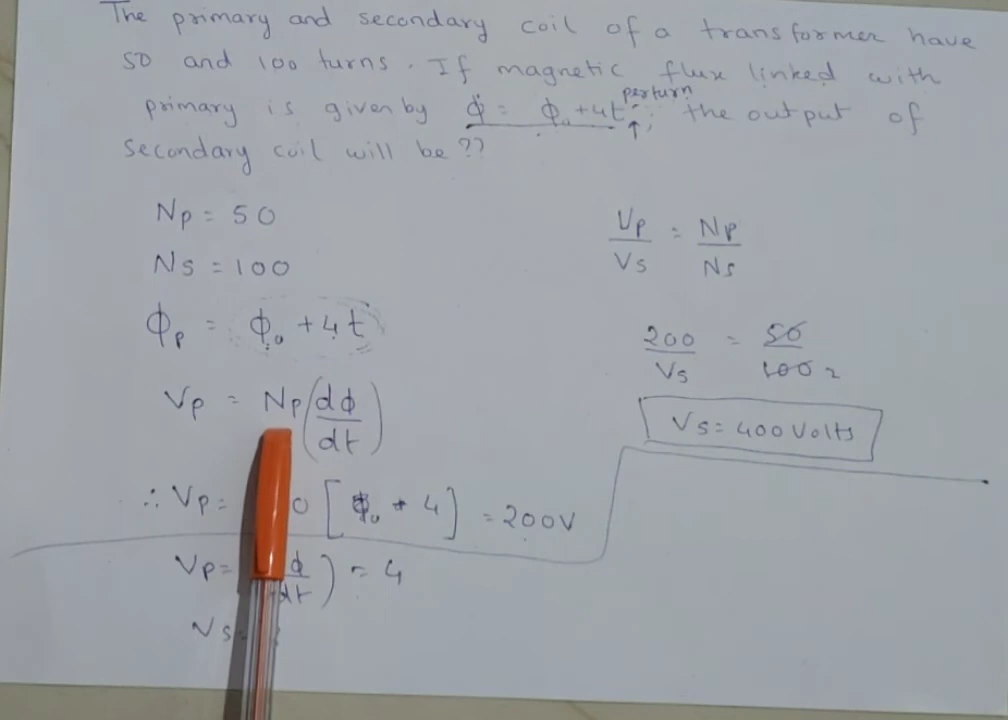 The primary and secondary coil of a transformer have
50 and 100 turns. If magnetic flux linked with
per turn
primary is given by ϕ = ϕ₀ + 4t ↑; the output of
Secondary coil will be ??
Np = 50
Ns = 100
ϕp = ϕ₀ + 4t
Vp = Np (dϕ/dt)
∴ Vp = 0 [ + 4] = 200V
Vp = ϕ/dt) = 4
Vp/Vs = Np/Ns
200/Vs = 50/100 2
Vs = 400 Volts